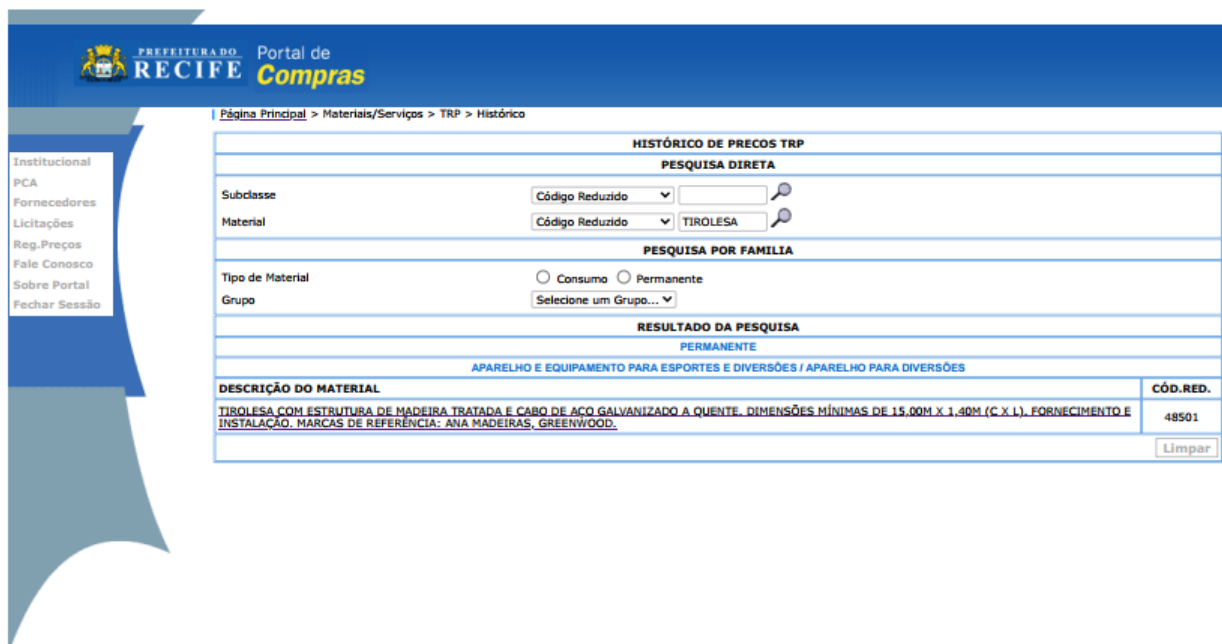 PREFEITURA DO
RECIFE
Portal de
Compras
Página Principal > Materiais/Serviços > TRP > Histórico
Institucional
PCA
Fornecedores
Licitações
Reg.Preços
Fale Conosco
Sobre Portal
Fechar Sessão
HISTÓRICO DE PRECOS TRP
PESQUISA DIRETA
Subclasse Código Reduzido
Material Código Reduzido TIROLESA
PESQUISA POR FAMILIA
Tipo de Material Consumo Permanente
Grupo Selecione um Grupo...
RESULTADO DA PESQUISA
PERMANENTE
APARELHO E EQUIPAMENTO PARA ESPORTES E DIVERSÕES / APARELHO PARA DIVERSÕES
DESCRIÇÃO DO MATERIAL CÓD.RED.
TIROLESA COM ESTRUTURA DE MADEIRA TRATADA E CABO DE AÇO GALVANIZADO A QUENTE. DIMENSÕES MÍNIMAS DE 15,00M X 1,40M (C X L). FORNECIMENTO E
INSTALAÇÃO. MARCAS DE REFERÊNCIA: ANA MADEIRAS, GREENWOOD.
48501
Limpar